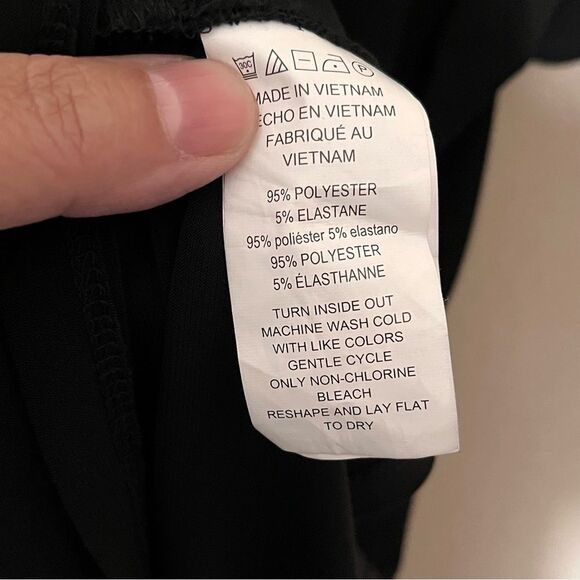 30C P
MADE IN VIETNAM
ECHO EN VIETNAM
FABRIQUÉ AU
VIETNAM
95% POLYESTER
5% ELASTANE
95% poliéster 5% elastano
95% POLYESTER
5% ÉLASTHANNE
TURN INSIDE OUT
MACHINE WASH COLD
WITH LIKE COLORS
GENTLE CYCLE
ONLY NON-CHLORINE
BLEACH
RESHAPE AND LAY FLAT
TO DRY